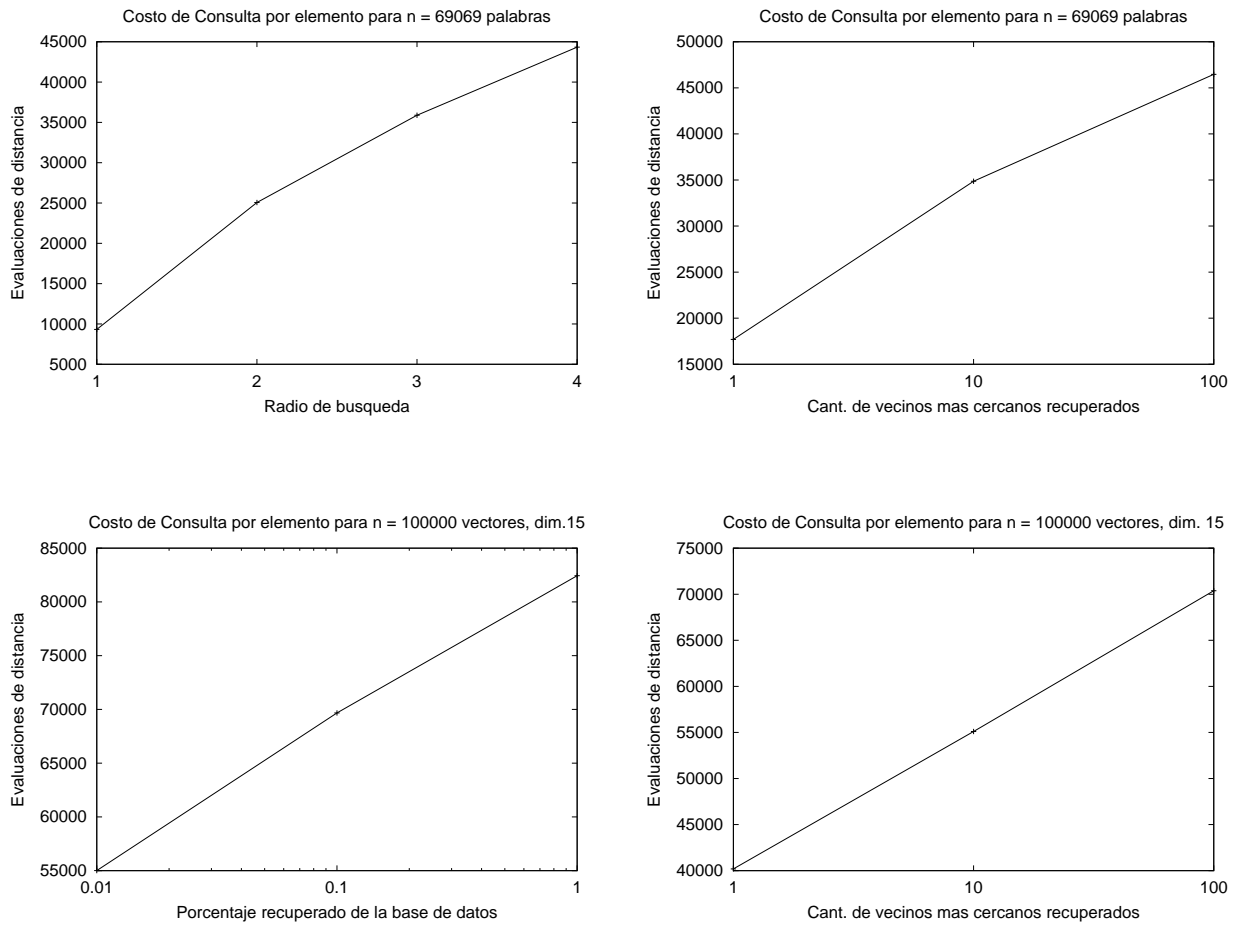 Costo de Consulta por elemento para n = 69069 palabras
45000
40000
35000
30000
25000
20000
15000
10000
5000
Evaluaciones de distancia
1 2 3 4
Radio de busqueda
Costo de Consulta por elemento para n = 69069 palabras
50000
45000
40000
35000
30000
25000
20000
15000
Evaluaciones de distancia
1 10 100
Cant. de vecinos mas cercanos recuperados
Costo de Consulta por elemento para n = 100000 vectores, dim.15
85000
80000
75000
70000
65000
60000
55000
Evaluaciones de distancia
0.01 0.1 1
Porcentaje recuperado de la base de datos
Costo de Consulta por elemento para n = 100000 vectores, dim. 15
75000
70000
65000
60000
55000
50000
45000
40000
Evaluaciones de distancia
1 10 100
Cant. de vecinos mas cercanos recuperados